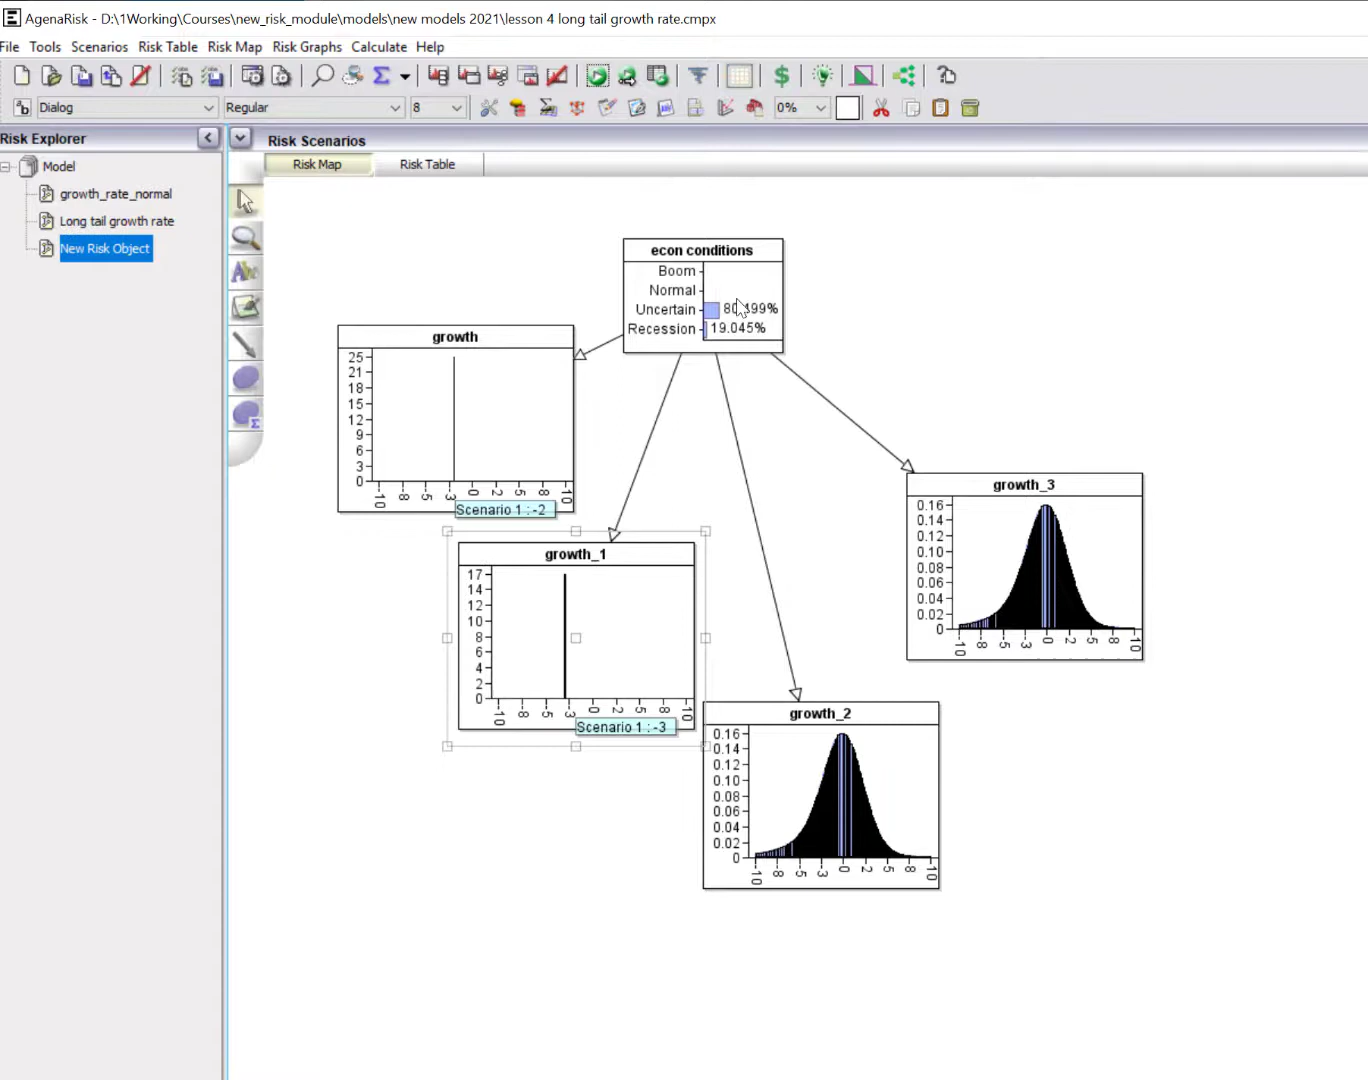 AgenaRisk - D:\1Working\Courses\new_risk_module\models\new models 2021\lesson 4 long tail growth rate.cmpx
File Tools Scenarios Risk Table Risk Map Risk Graphs Calculate Help
Dialog Regular 8 0%
Risk Explorer
Risk Scenarios
Model
Risk Map Risk Table
growth_rate_normal
Long tail growth rate
New Risk Object
Abc
econ conditions
Boom
Normal
Uncertain
Recession 19.045%
growth
25
21
18
15
12
9
6
3
0
-10 -8 -5 -3 0 2 5 8 10
Scenario 1 : -2
growth_1
17
14
12
10
8
6
4
2
0
-10 -8 -5 -3 0 2 5 8 10
Scenario 1 : -3
growth_3
0.16
0.14
0.12
0.10
0.08
0.06
0.04
0.02
0
-10 -8 -5 -3 0 2 5 8 10
growth_2
0.16
0.14
0.12
0.10
0.08
0.06
0.04
0.02
0
-10 -8 -5 -3 0 2 5 8 10